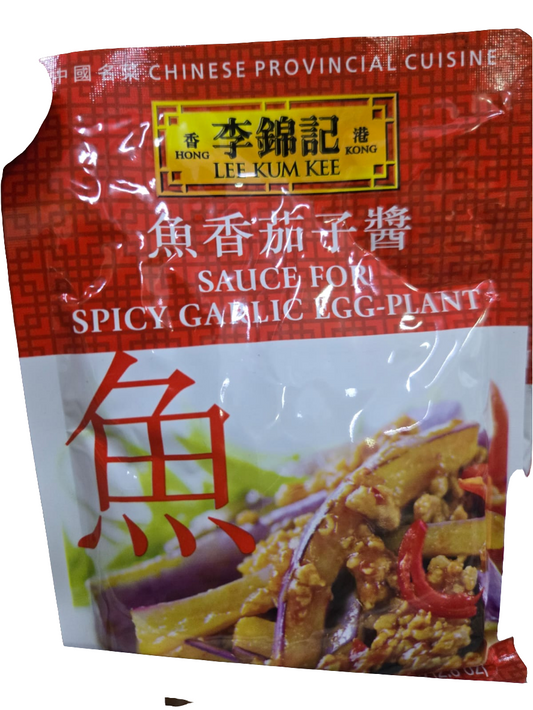 中國名菜 CHINESE PROVINCIAL CUISINE
香 李錦記 港
HONG LEE KUM KEE KONG
魚香茄子醬
SAUCE FOR
SPICY GARLIC EGG-PLANT
魚